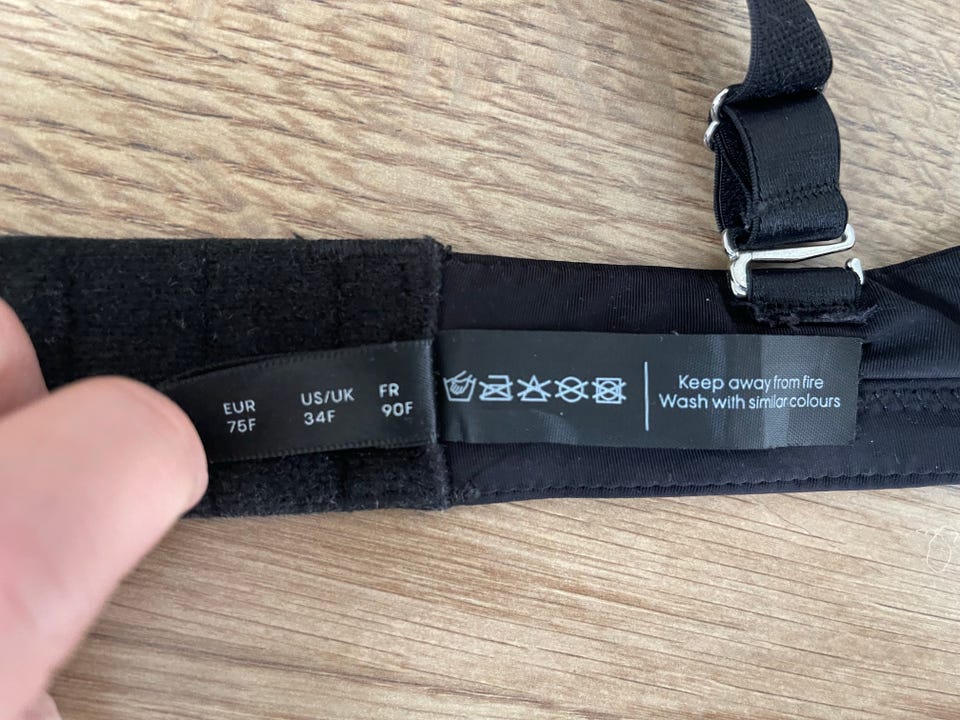 EUR US/UK FR
75F 34F 90F
Keep away from fire
Wash with similar colours